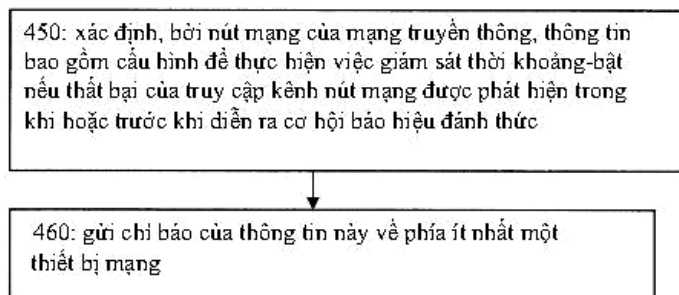 450: xác định, bởi nút mạng của mạng truyền thông, thông tin
bao gồm cấu hình để thực hiện việc giám sát thời khoảng-bật
nếu thất bại của truy cập kênh nút mạng được phát hiện trong
khi hoặc trước khi diễn ra cơ hội báo hiệu đánh thức
460: gửi chỉ báo của thông tin này về phía ít nhất một
thiết bị mạng